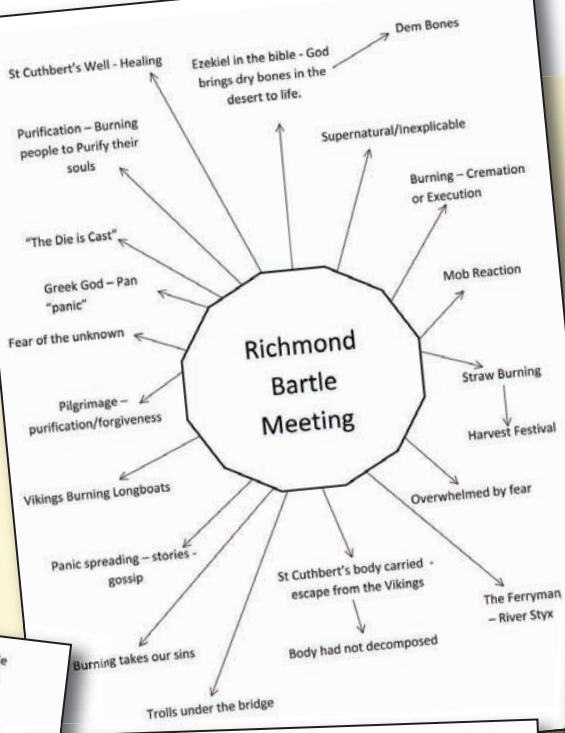 Dem Bones
St Cuthbert's Well - Healing
Ezekiel in the bible - God
brings dry bones in the
desert to life.
Supernatural/Inexplicable
Purification – Burning
people to Purify their
souls
Burning – Cremation
or Execution
"The Die is Cast"
Greek God – Pan
"panic"
Mob Reaction
Fear of the unknown
Richmond
Bartle
Meeting
Straw Burning
Pilgrimage –
purification/forgiveness
Harvest Festival
Vikings Burning Longboats
Overwhelmed by fear
Panic spreading – stories -
gossip
St Cuthbert's body carried -
escape from the Vikings
The Ferryman
– River Styx
Burning takes our sins
Body had not decomposed
Trolls under the bridge